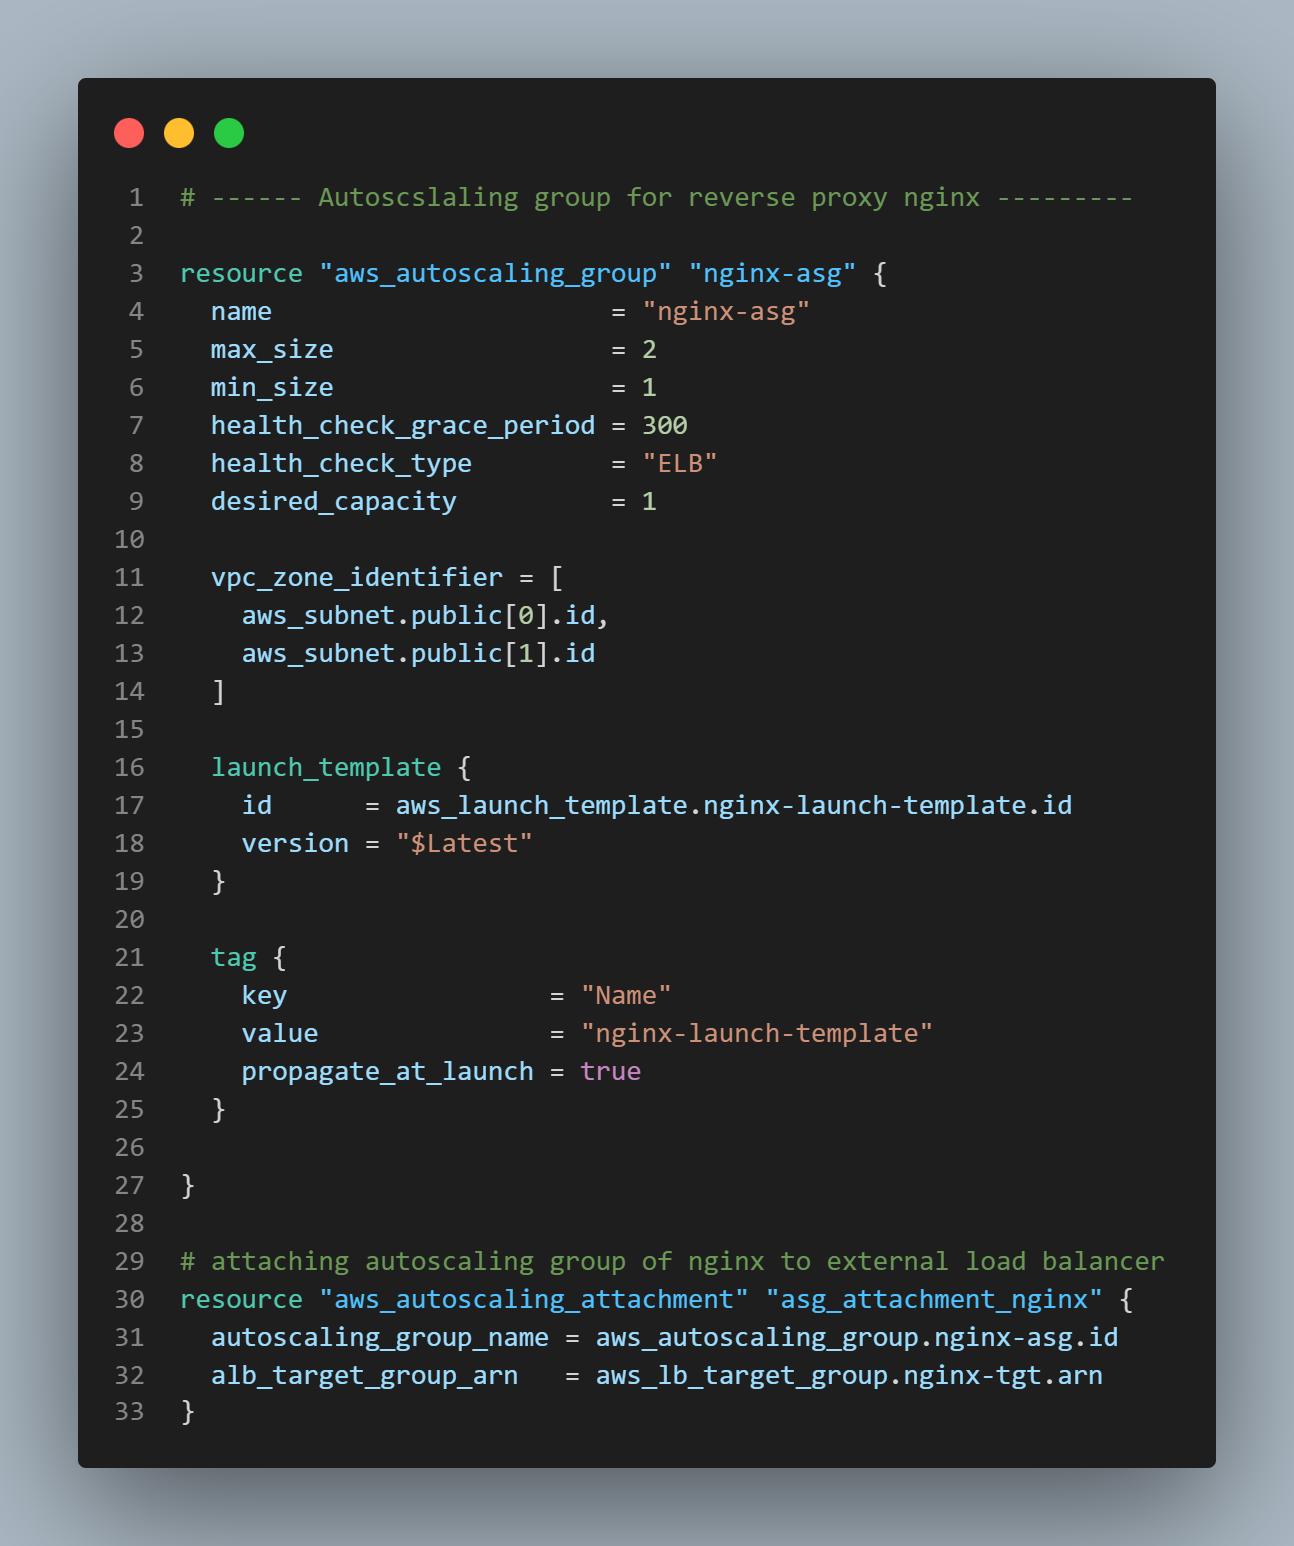 1 # ------ Autoscslaling group for reverse proxy nginx ---------
2
3 resource "aws_autoscaling_group" "nginx-asg" {
4   name                      = "nginx-asg"
5   max_size                  = 2
6   min_size                  = 1
7   health_check_grace_period = 300
8   health_check_type         = "ELB"
9   desired_capacity          = 1
10
11   vpc_zone_identifier = [
12     aws_subnet.public[0].id,
13     aws_subnet.public[1].id
14   ]
15
16   launch_template {
17     id      = aws_launch_template.nginx-launch-template.id
18     version = "$Latest"
19   }
20
21   tag {
22     key                 = "Name"
23     value               = "nginx-launch-template"
24     propagate_at_launch = true
25   }
26
27 }
28
29 # attaching autoscaling group of nginx to external load balancer
30 resource "aws_autoscaling_attachment" "asg_attachment_nginx" {
31   autoscaling_group_name = aws_autoscaling_group.nginx-asg.id
32   alb_target_group_arn   = aws_lb_target_group.nginx-tgt.arn
33 }